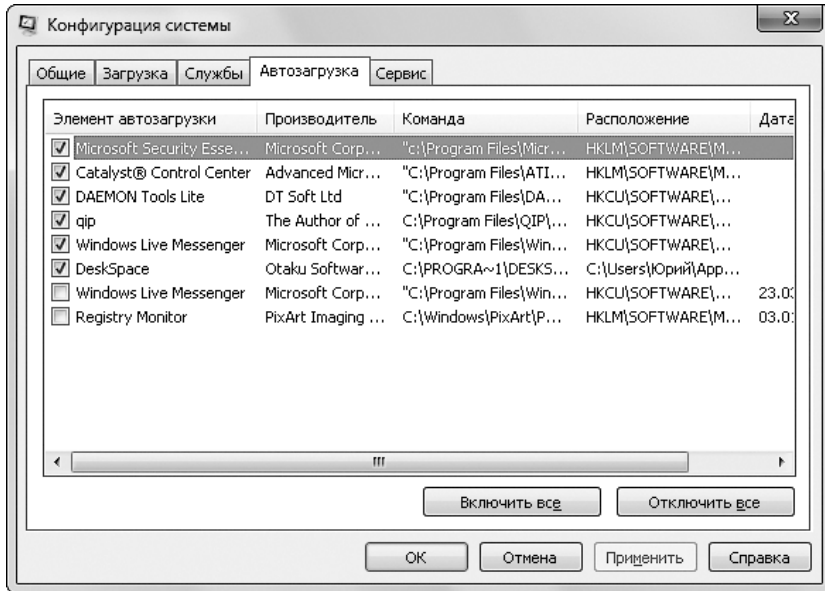 Конфигурация системы
Общие Загрузка Службы Автозагрузка Сервис
Элемент автозагрузки Производитель Команда Расположение Дата
Microsoft Security Esse... Microsoft Corp... "c:\Program Files\Micr... HKLM\SOFTWARE\M...
Catalyst® Control Center Advanced Micr... "C:\Program Files\ATI... HKLM\SOFTWARE\M...
DAEMON Tools Lite DT Soft Ltd "C:\Program Files\DA... HKCU\SOFTWARE\...
qip The Author of ... C:\Program Files\QIP\... HKCU\SOFTWARE\...
Windows Live Messenger Microsoft Corp... "C:\Program Files\Win... HKCU\SOFTWARE\...
DeskSpace Otaku Softwar... C:\PROGRA~1\DESKS... C:\Users\Юрий\App...
Windows Live Messenger Microsoft Corp... "C:\Program Files\Win... HKCU\SOFTWARE\... 23.03
Registry Monitor PixArt Imaging ... C:\Windows\PixArt\P... HKLM\SOFTWARE\M... 03.01
Включить все Отключить все
ОК Отмена Применить Справка